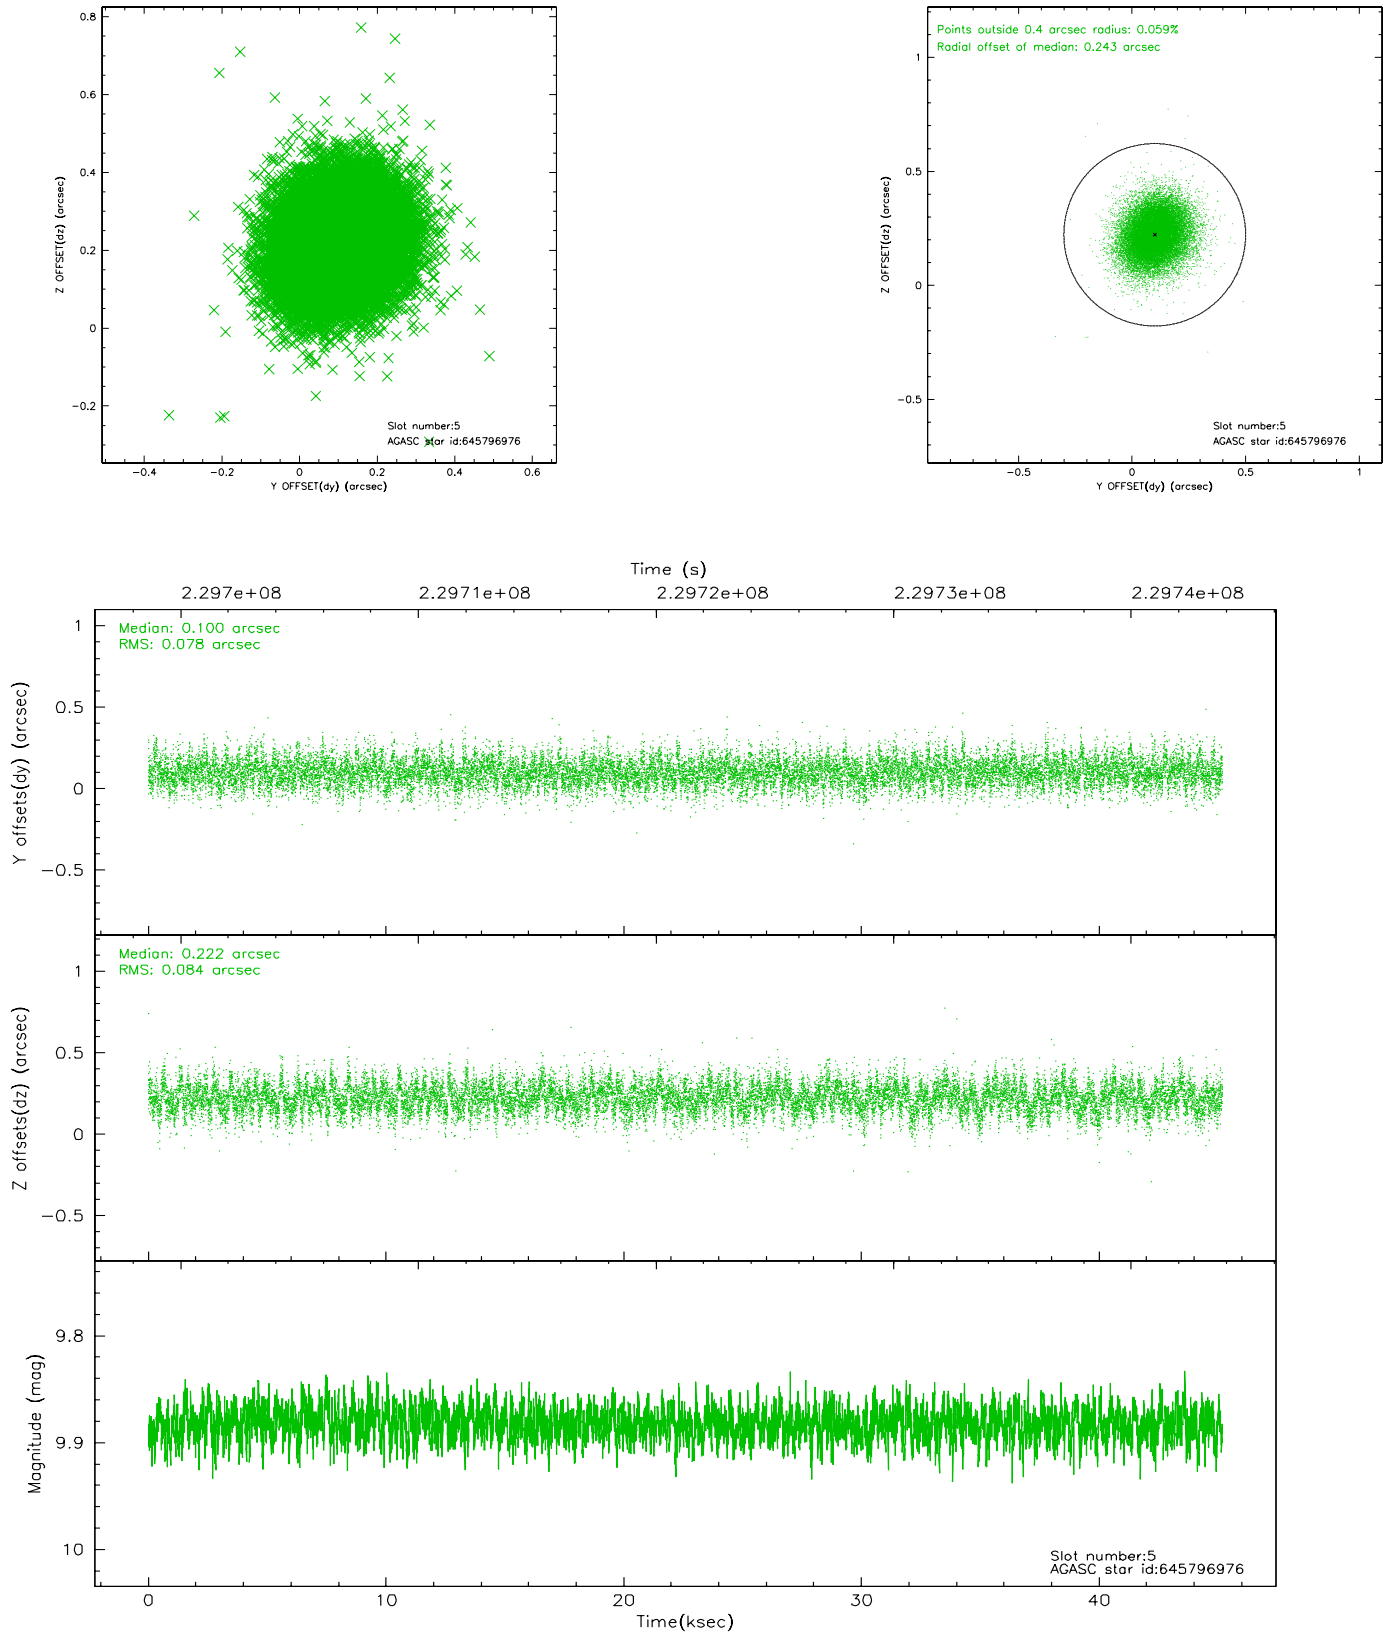 0.8
0.6
0.4
0.2
0
−0.2
−0.4
−0.2
0
0.2
0.4
0.6
Z OFFSET(dz) (arcsec)
Y OFFSET(dy) (arcsec)
Slot number:5
AGASC star id:645796976
Points outside 0.4 arcsec radius: 0.059%
Radial offset of median: 0.243 arcsec
1
0.5
0
−0.5
−0.5
0
0.5
1
Z OFFSET(dz) (arcsec)
Y OFFSET(dy) (arcsec)
Slot number:5
AGASC star id:645796976
Time (s)
2.297e+08 2.2971e+08 2.2972e+08 2.2973e+08 2.2974e+08
Median: 0.100 arcsec
RMS: 0.078 arcsec
1
0.5
0
−0.5
Y offsets(dy) (arcsec)
Median: 0.222 arcsec
RMS: 0.084 arcsec
1
0.5
0
−0.5
Z offsets(dz) (arcsec)
9.8
9.9
10
Magnitude (mag)
Slot number:5
AGASC star id:645796976
0 10 20 30 40
Time(ksec)